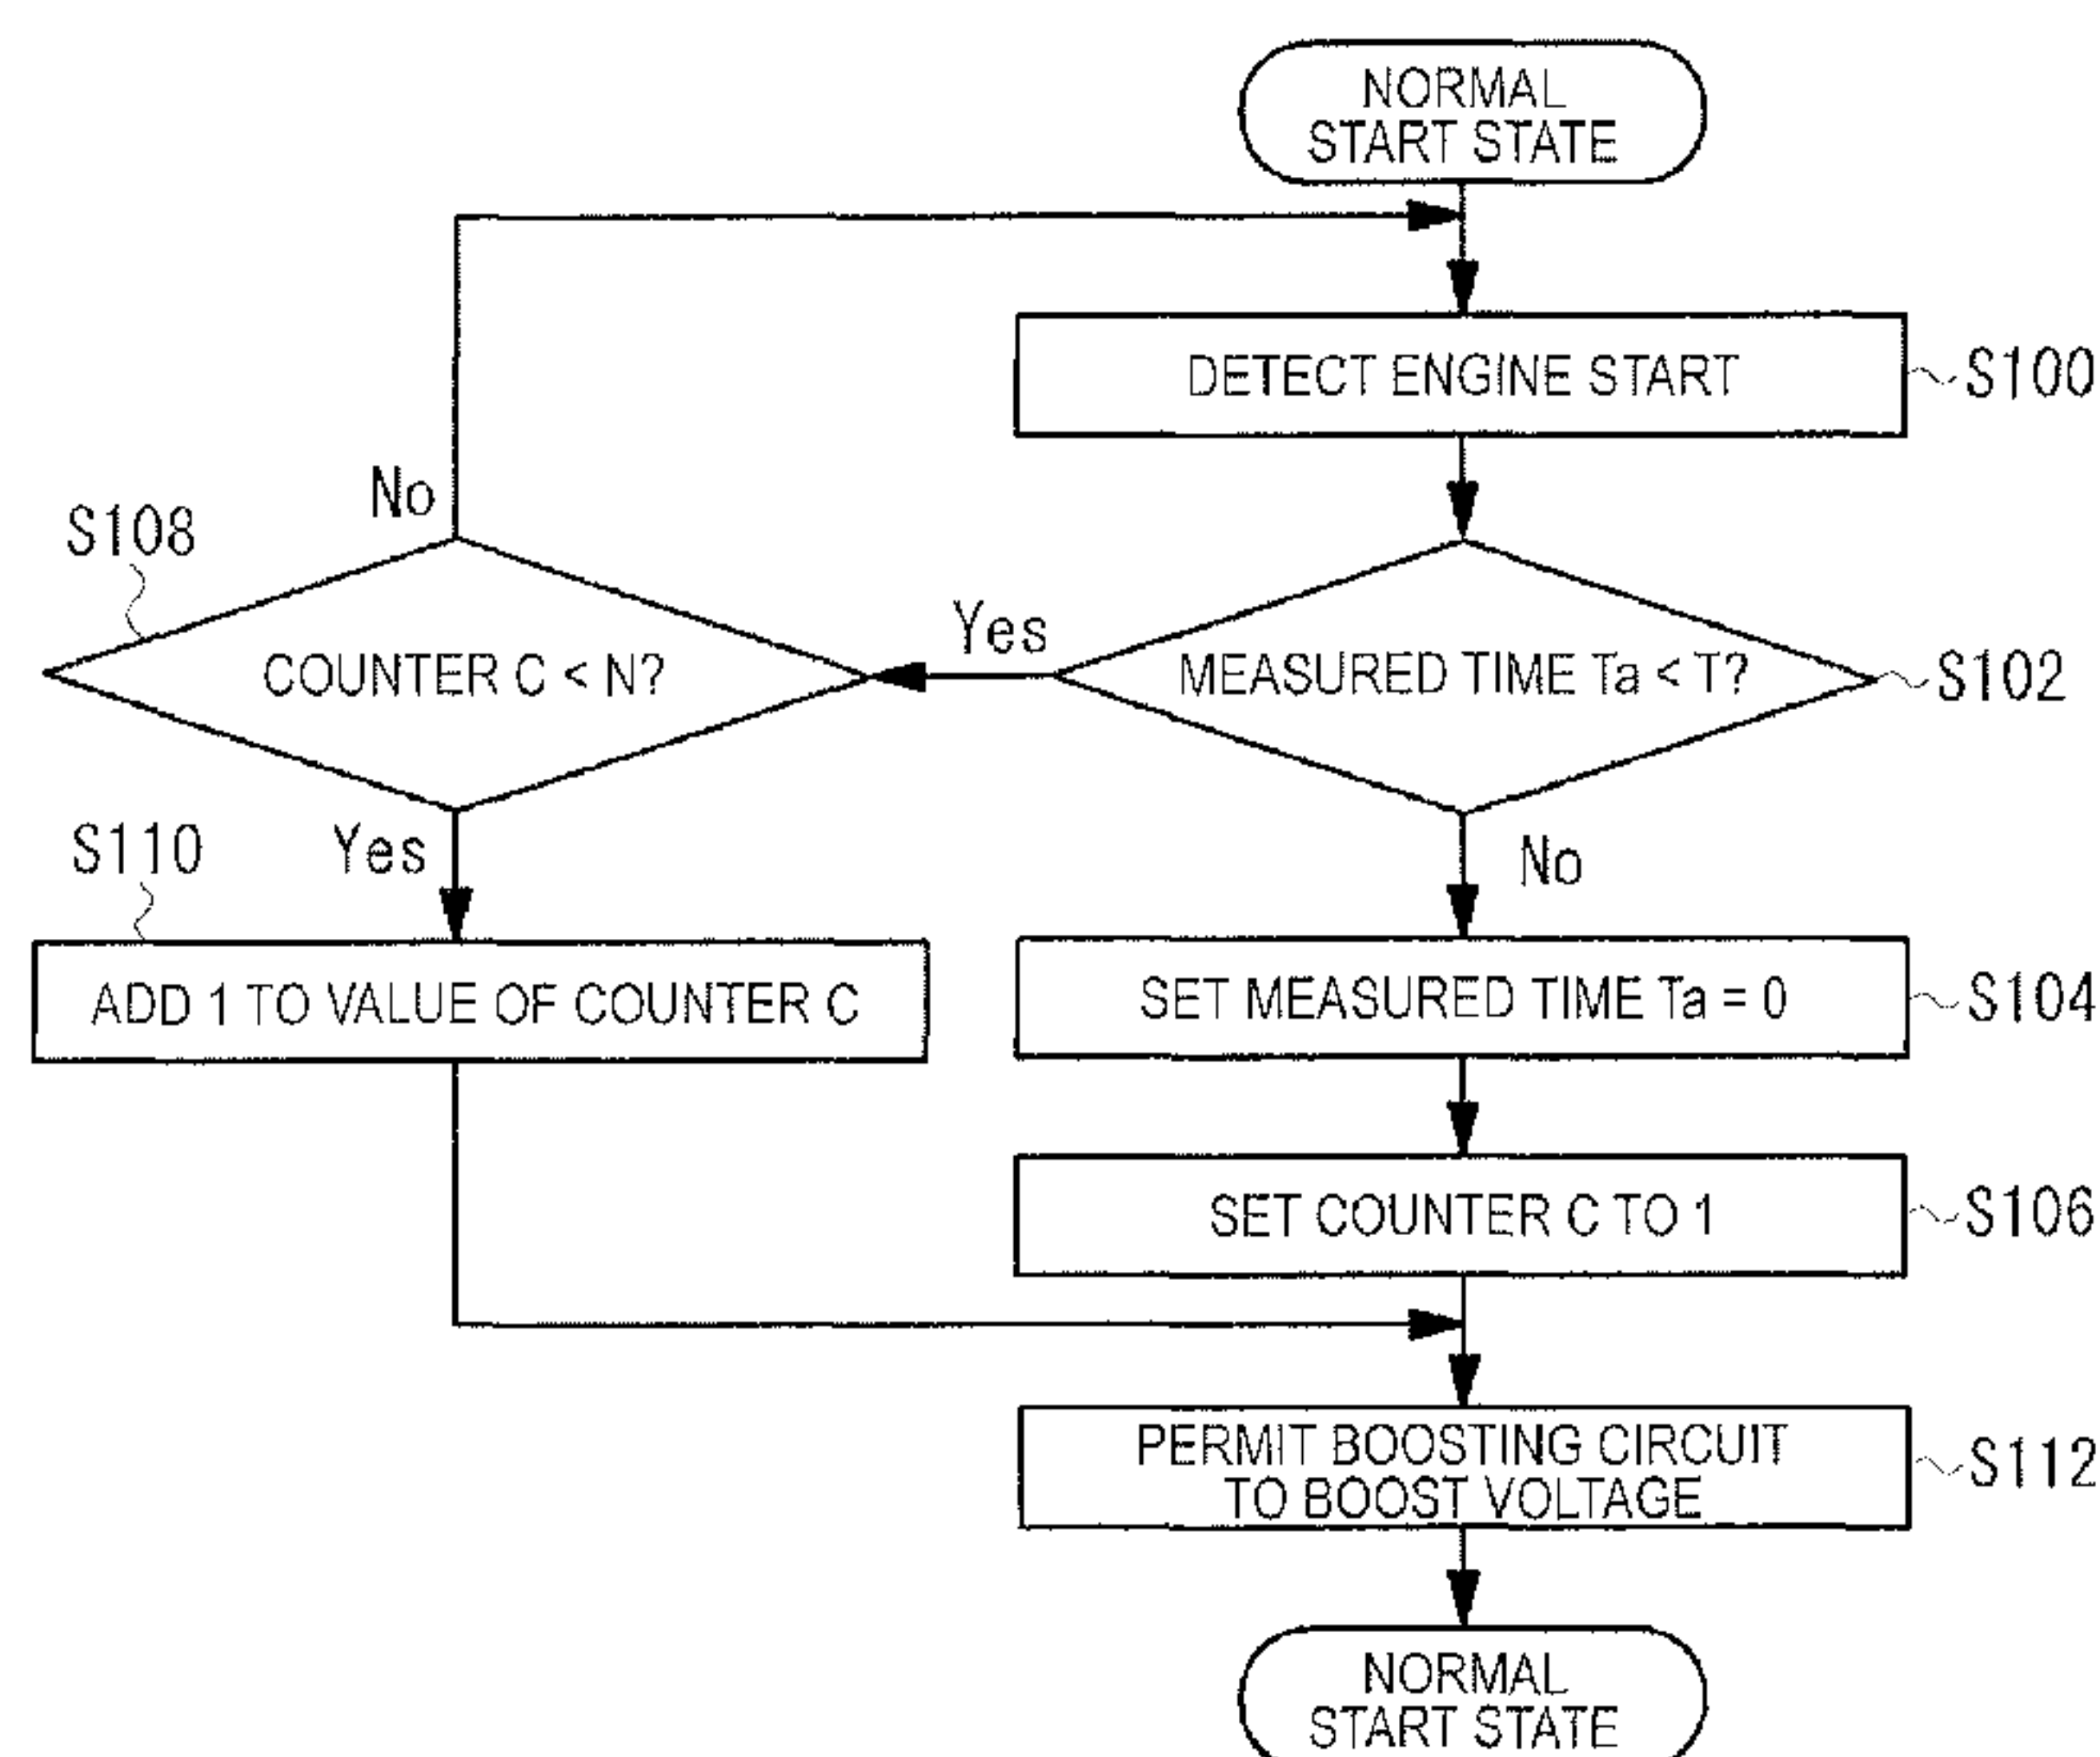 NORMAL
START STATE
DETECT ENGINE START
S100
No
S108
Yes
COUNTER C < N?
MEASURED TIME Ta < T?
S102
S110
Yes
No
ADD 1 TO VALUE OF COUNTER C
SET MEASURED TIME Ta = 0
S104
SET COUNTER C TO 1
S106
PERMIT BOOSTING CIRCUIT
TO BOOST VOLTAGE
S112
NORMAL
START STATE